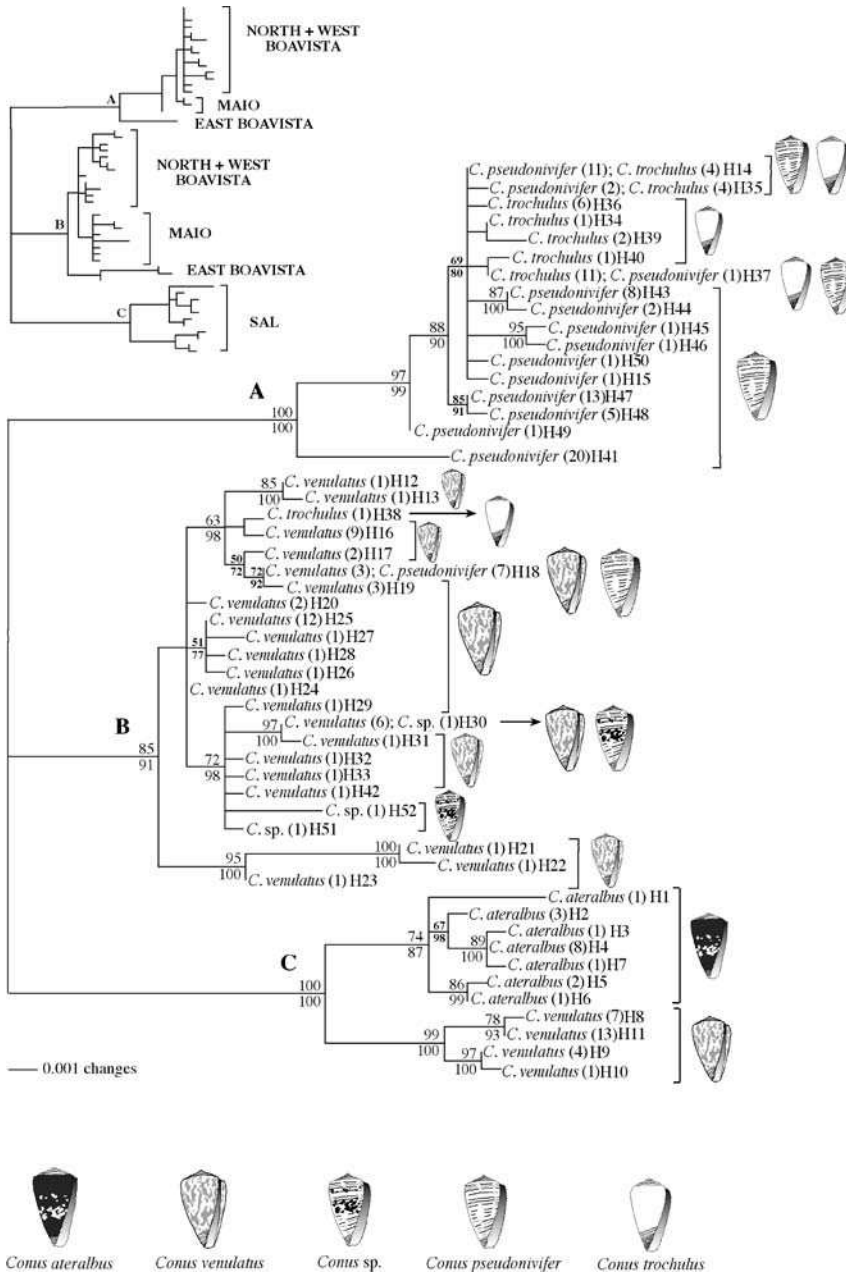 NORTH + WEST
BOAVISTA
A
MAIO
EAST BOAVISTA
NORTH + WEST
BOAVISTA
B
MAIO
EAST BOAVISTA
C
SAL
C. pseudonivifer (11); C. trochulus (4) H14
C. pseudonivifer (2); C. trochulus (4)H35
C. trochulus (6)H36
C. trochulus (1)H34
C. trochulus (2)H39
C. trochulus (1)H40
69
80
C. trochulus (11); C. pseudonivifer (1)H37
87
100
C. pseudonivifer (8)H43
C. pseudonivifer (2)H44
95
100
C. pseudonivifer (1)H45
C. pseudonivifer (1)H46
88
90
C. pseudonivifer (1)H50
C. pseudonivifer (1)H15
97
99
A
85
91
C. pseudonivifer (13)H47
C. pseudonivifer (5)H48
100
100
C. pseudonivifer (1)H49
C. pseudonivifer (20)H41
85
100
C. venulatus (1)H12
C. venulatus (1)H13
63
98
C. trochulus (1)H38
C. venulatus (9)H16
50
72
C. venulatus (2)H17
72
92
C. venulatus (3); C. pseudonivifer (7)H18
C. venulatus (3)H19
C. venulatus (2)H20
C. venulatus (12)H25
51
77
C. venulatus (1)H27
C. venulatus (1)H28
C. venulatus (1)H26
C. venulatus (1)H24
C. venulatus (1)H29
B
97
100
C. venulatus (6); C. sp. (1)H30
C. venulatus (1)H31
85
91
72
98
C. venulatus (1)H32
C. venulatus (1)H33
C. venulatus (1)H42
C. sp. (1)H52
C. sp. (1)H51
100
100
C. venulatus (1)H21
C. venulatus (1)H22
95
100
C. venulatus (1)H23
C. ateralbus (1) H1
C. ateralbus (3)H2
74
87
67
98
C. ateralbus (1) H3
89
100
C. ateralbus (8)H4
C. ateralbus (1)H7
C
86
99
C. ateralbus (2)H5
C. ateralbus (1)H6
100
100
78
93
C. venulatus (7)H8
C. venulatus (13)H11
99
100
97
100
C. venulatus (4)H9
C. venulatus (1)H10
0.001 changes
Conus ateralbus Conus venulatus Conus sp. Conus pseudonivifer Conus trochulus